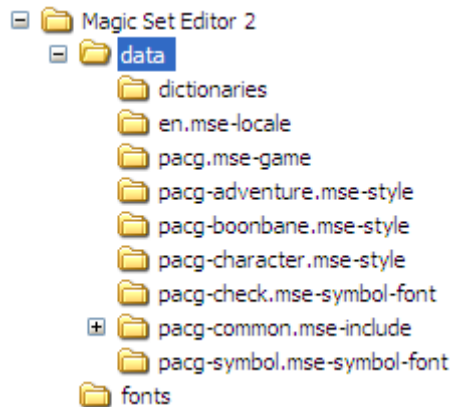 Magic Set Editor 2
data
dictionaries
en.mse-locale
pacg.mse-game
pacg-adventure.mse-style
pacg-boonbane.mse-style
pacg-character.mse-style
pacg-check.mse-symbol-font
pacg-common.mse-include
pacg-symbol.mse-symbol-font
fonts